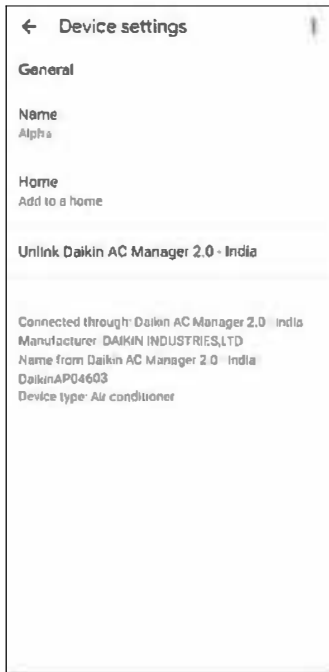 Device settings
General
Name
Alpha
Home
Add to a home
Unlink Daikin AC Manager 2.0 - India
Connected through: Daikin AC Manager 2.0 India
Manufacturer DAIKIN INDUSTRIES,LTD
Name from Daikin AC Manager 2.0 India
DaikinAP04603
Device type: Air conditioner